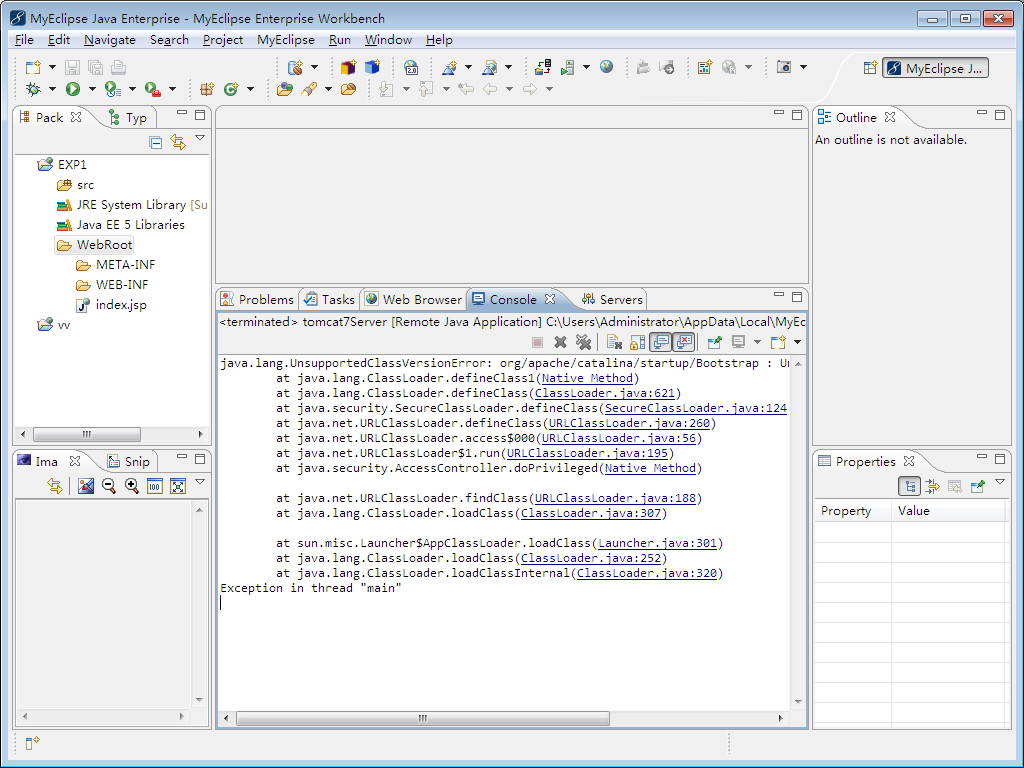 MyEclipse Java Enterprise - MyEclipse Enterprise Workbench
File Edit Navigate Search Project MyEclipse Run Window Help
2.0
MyEclipse J...
Pack Typ
EXP1
src
JRE System Library [Su
Java EE 5 Libraries
WebRoot
META-INF
WEB-INF
index.jsp
vv
Ima Snip
100
Problems Tasks Web Browser Console Servers
<terminated> tomcat7Server [Remote Java Application] C:\Users\Administrator\AppData\Local\MyEc
java.lang.UnsupportedClassVersionError: org/apache/catalina/startup/Bootstrap : Un
at java.lang.ClassLoader.defineClass1(Native Method)
at java.lang.ClassLoader.defineClass(ClassLoader.java:621)
at java.security.SecureClassLoader.defineClass(SecureClassLoader.java:124
at java.net.URLClassLoader.defineClass(URLClassLoader.java:260)
at java.net.URLClassLoader.access$000(URLClassLoader.java:56)
at java.net.URLClassLoader$1.run(URLClassLoader.java:195)
at java.security.AccessController.doPrivileged(Native Method)
at java.net.URLClassLoader.findClass(URLClassLoader.java:188)
at java.lang.ClassLoader.loadClass(ClassLoader.java:307)
at sun.misc.Launcher$AppClassLoader.loadClass(Launcher.java:301)
at java.lang.ClassLoader.loadClass(ClassLoader.java:252)
at java.lang.ClassLoader.loadClassInternal(ClassLoader.java:320)
Exception in thread "main"
Outline
An outline is not available.
Properties
Property Value